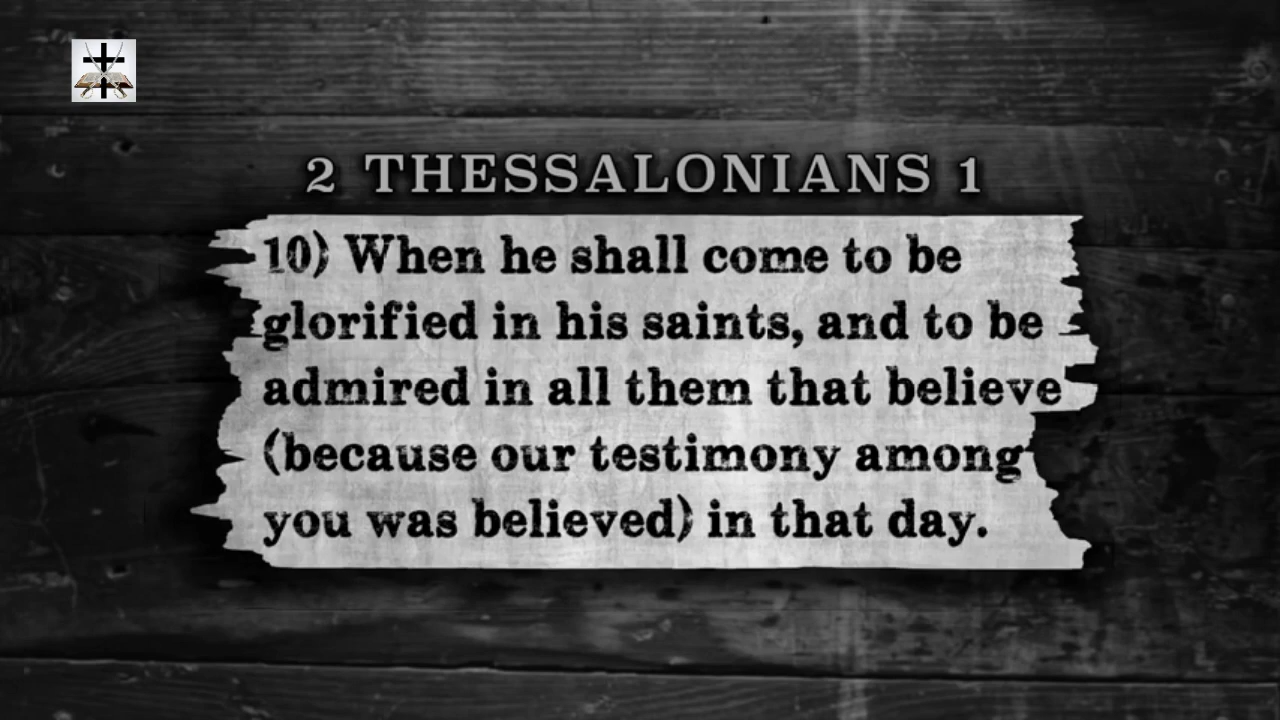 2 THESSALONIANS 1
10) When he shall come to be
glorified in his saints, and to be
admired in all them that believe
(because our testimony among
you was believed) in that day.